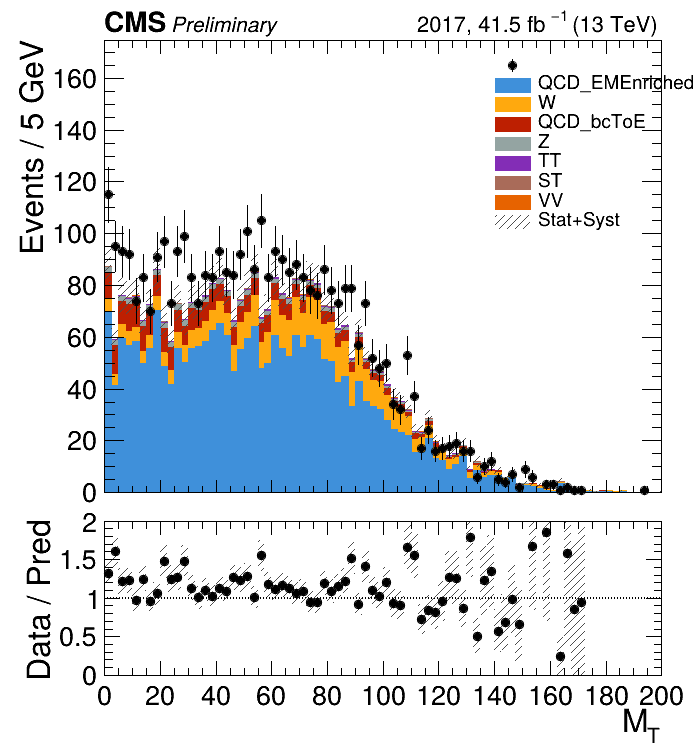 CMS Preliminary 2017, 41.5 fb⁻¹ (13 TeV)
Events / 5 GeV
160
140
120
100
80
60
40
20
0
QCD_EMEnriched
W
QCD_bcToE
Z
TT
ST
VV
Stat+Syst
Data / Pred
2
1.5
1
0.5
0
0 20 40 60 80 100 120 140 160 180 200
M_T